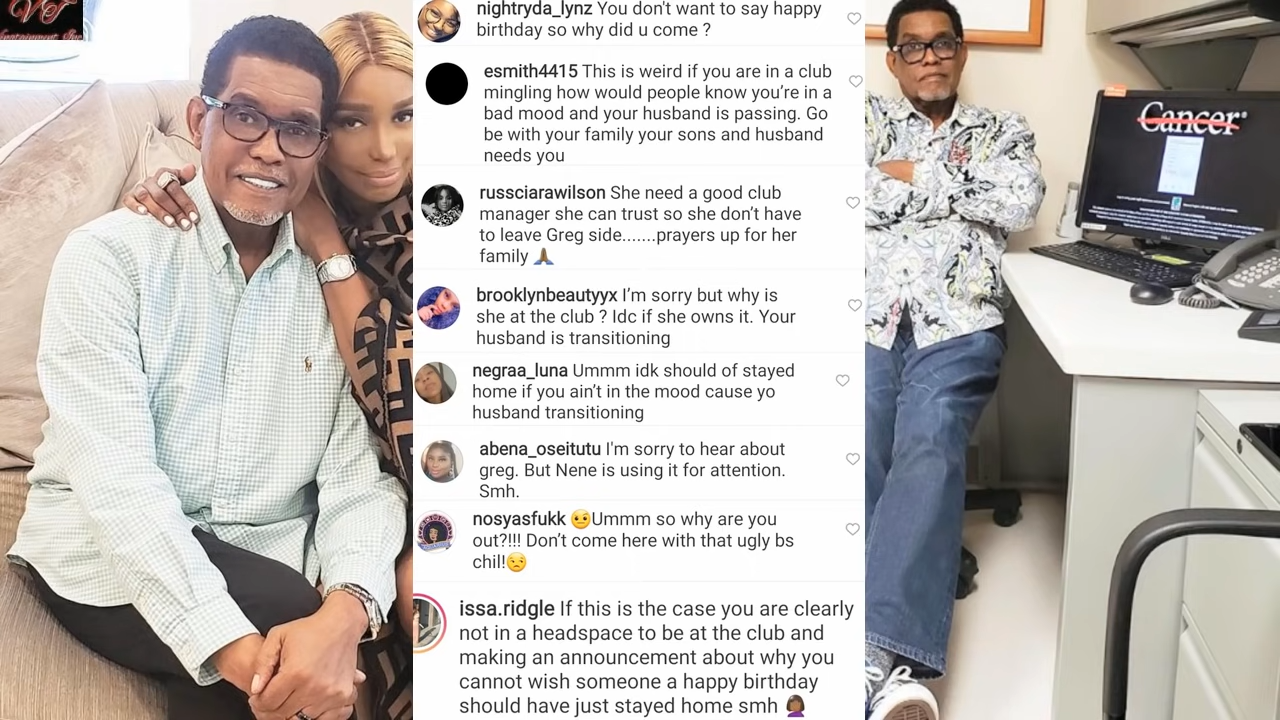 VJ
Entertainment Inc.
nightryda_lynz You don't want to say happy
birthday so why did u come ?
esmith4415 This is weird if you are in a club
mingling how would people know you're in a
bad mood and your husband is passing. Go
be with your family your sons and husband
needs you
russciarawilson She need a good club
manager she can trust so she don't have
to leave Greg side.......prayers up for her
family 🙏🏾
brooklynbeautyyx I'm sorry but why is
she at the club ? Idc if she owns it. Your
husband is transitioning
negraa_luna Ummm idk should of stayed
home if you ain't in the mood cause yo
husband transitioning
abena_oseitutu I'm sorry to hear about
greg. But Nene is using it for attention.
Smh.
nosyasfukk 🤨Ummm so why are you
out?!!! Don't come here with that ugly bs
chil!😒
issa.ridgle If this is the case you are clearly
not in a headspace to be at the club and
making an announcement about why you
cannot wish someone a happy birthday
should have just stayed home smh 🤦🏾‍♀️
Cancer